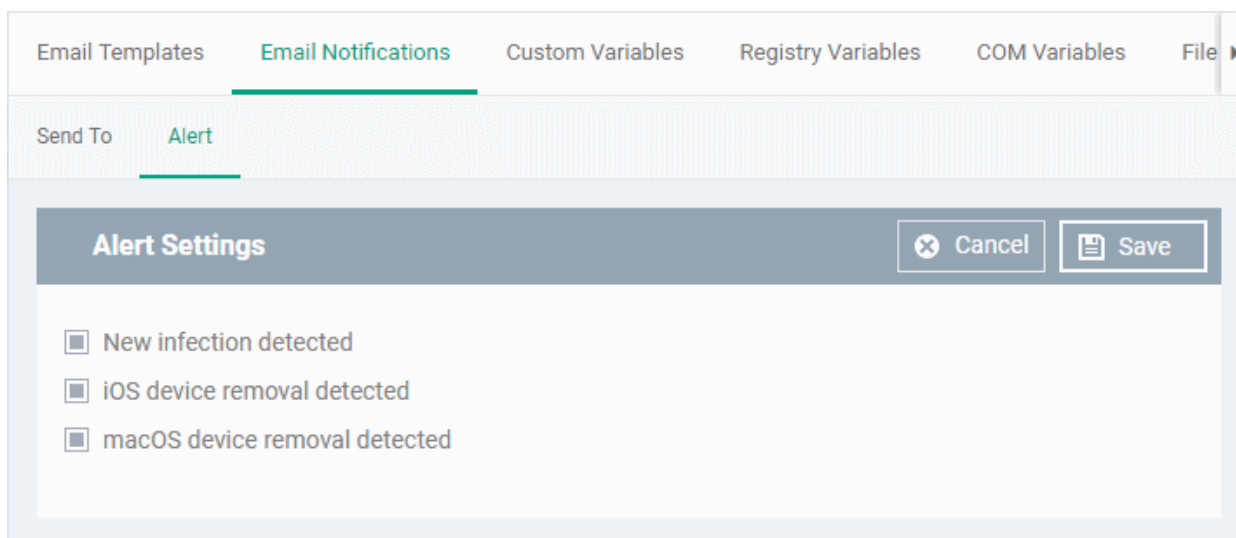 Email Templates Email Notifications Custom Variables Registry Variables COM Variables File
Send To Alert
Alert Settings Cancel Save
New infection detected
iOS device removal detected
macOS device removal detected